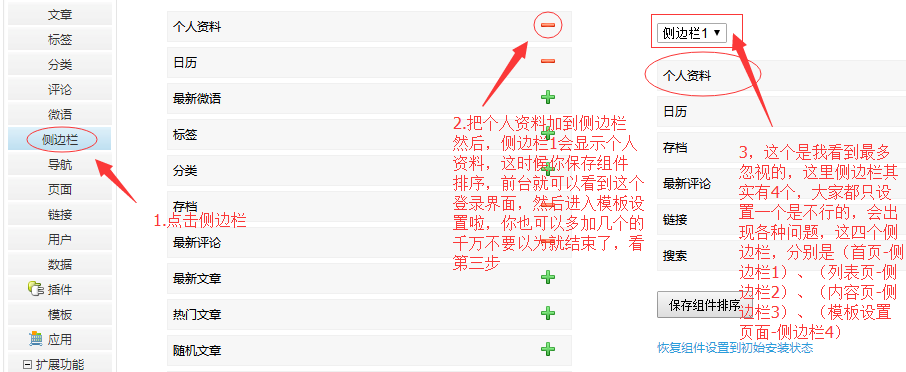 文章
标签
分类
评论
微语
侧边栏
导航
页面
链接
用户
数据
插件
模板
应用
扩展功能
1.点击侧边栏
个人资料
日历
最新微语
标签
分类
存档
最新评论
最新文章
热门文章
随机文章
2.把个人资料加到侧边栏
然后，侧边栏1会显示个人
资料，这时候你保存组件
排序，前台就可以看到这个
登录界面，然后进入模板设
置啦，你也可以多加几个的
千万不要以为就结束了，看
第三步
侧边栏1
个人资料
日历
存档
最新评论
链接
搜索
保存组件排序
恢复组件设置到初始安装状态
3，这个是我看到最多
忽视的，这里侧边栏其
实有4个，大家都只设
置一个是不行的，会出
现各种问题，这四个侧
边栏，分别是（首页-侧
边栏1）、（列表页-侧
边栏2）、（内容页-侧
边栏3）、（模板设置
页面-侧边栏4）